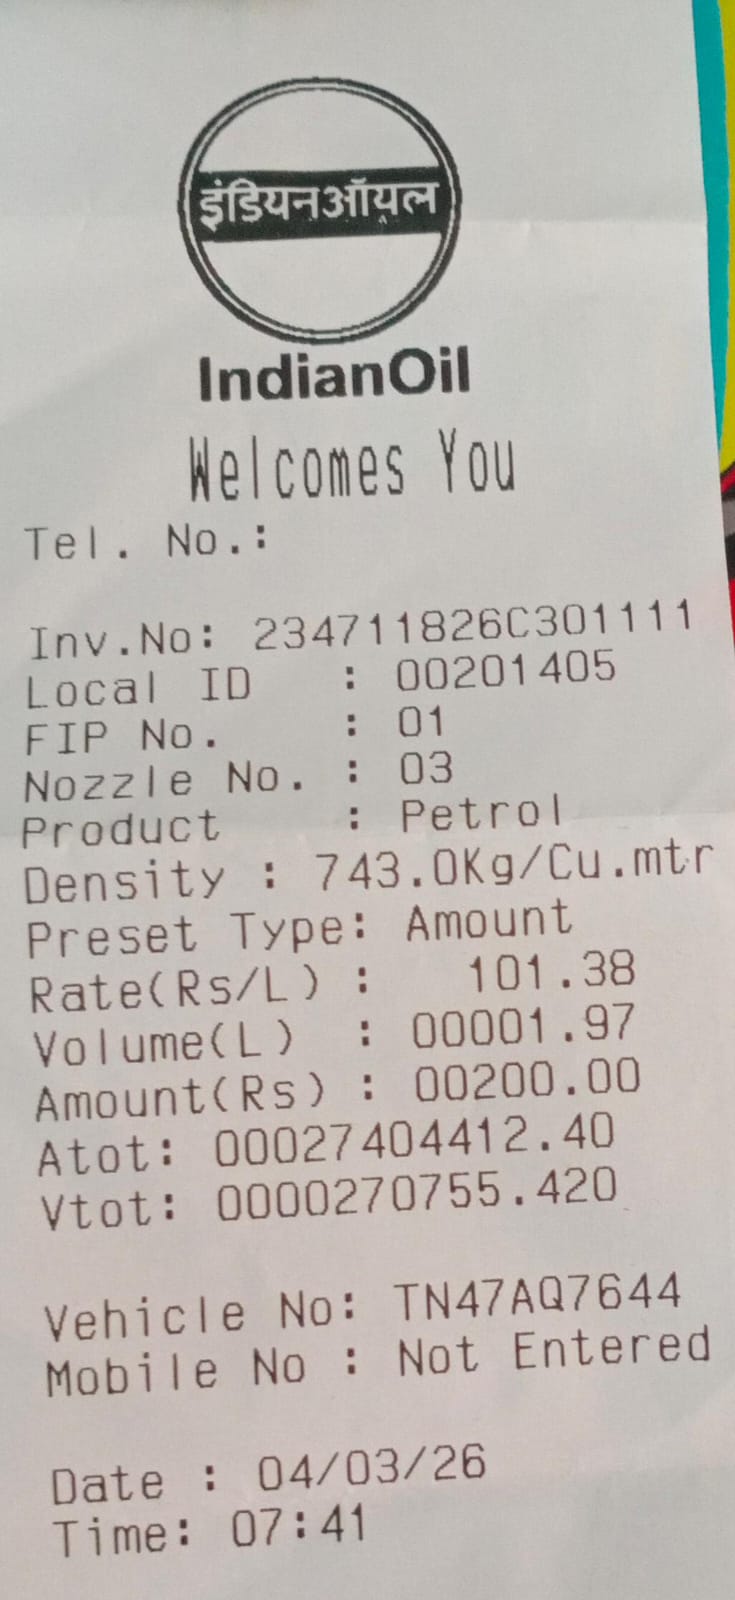 इंडियनऑयल
IndianOil
Welcomes You
Tel. No.:
Inv.No: 234711826C301111
Local ID : 00201405
FIP No. : 01
Nozzle No. : 03
Product : Petrol
Density : 743.0Kg/Cu.mtr
Preset Type: Amount
Rate(Rs/L) : 101.38
Volume(L) : 00001.97
Amount(Rs) : 00200.00
Atot: 00027404412.40
Vtot: 0000270755.420
Vehicle No: TN47AQ7644
Mobile No : Not Entered
Date : 04/03/26
Time: 07:41